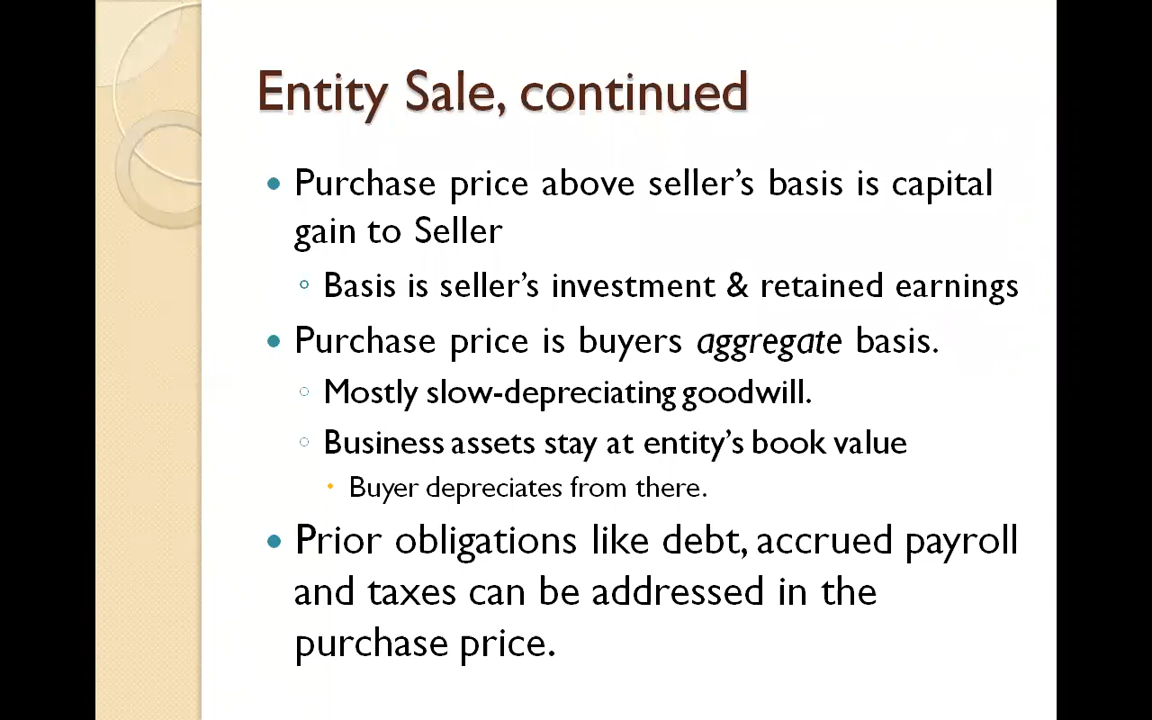 Entity Sale, continued
• Purchase price above seller's basis is capital
gain to Seller
◦ Basis is seller's investment & retained earnings
• Purchase price is buyers aggregate basis.
◦ Mostly slow-depreciating goodwill.
◦ Business assets stay at entity's book value
• Buyer depreciates from there.
• Prior obligations like debt, accrued payroll
and taxes can be addressed in the
purchase price.